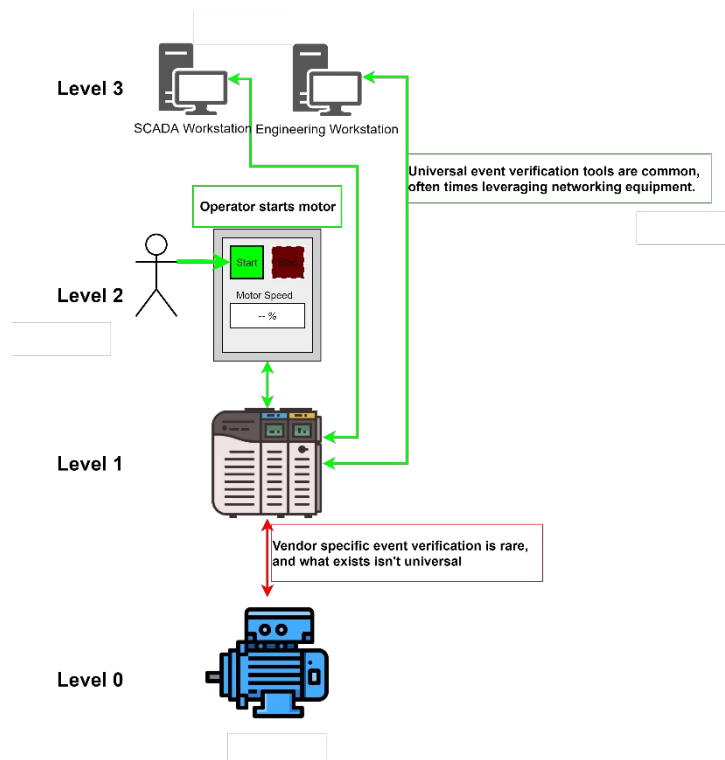 Level 3
SCADA Workstation
Engineering Workstation
Universal event verification tools are common,
often times leveraging networking equipment.
Operator starts motor
Start
Stop
Level 2
Motor Speed
-- %
Level 1
Vendor specific event verification is rare,
and what exists isn't universal
Level 0